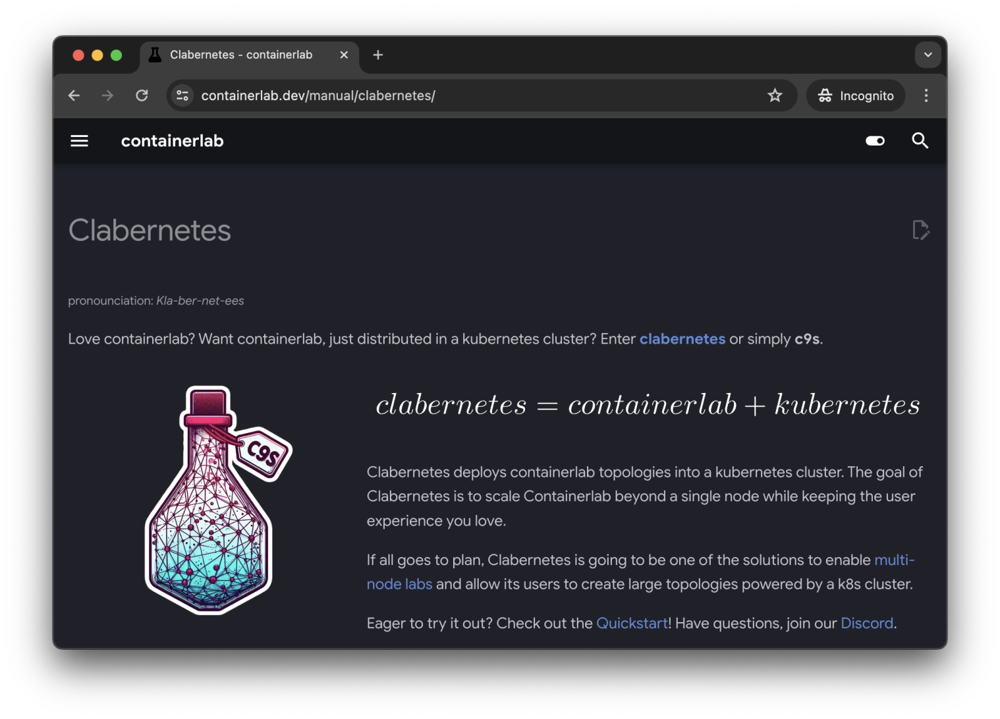 Clabernetes - containerlab
containerlab.dev/manual/clabernetes/
Incognito
containerlab
Clabernetes
pronounciation: Kla-ber-net-ees
Love containerlab? Want containerlab, just distributed in a kubernetes cluster? Enter clabernetes or simply c9s.
clabernetes = containerlab + kubernetes
C9S
Clabernetes deploys containerlab topologies into a kubernetes cluster. The goal of
Clabernetes is to scale Containerlab beyond a single node while keeping the user
experience you love.
If all goes to plan, Clabernetes is going to be one of the solutions to enable multi-
node labs and allow its users to create large topologies powered by a k8s cluster.
Eager to try it out? Check out the Quickstart! Have questions, join our Discord.